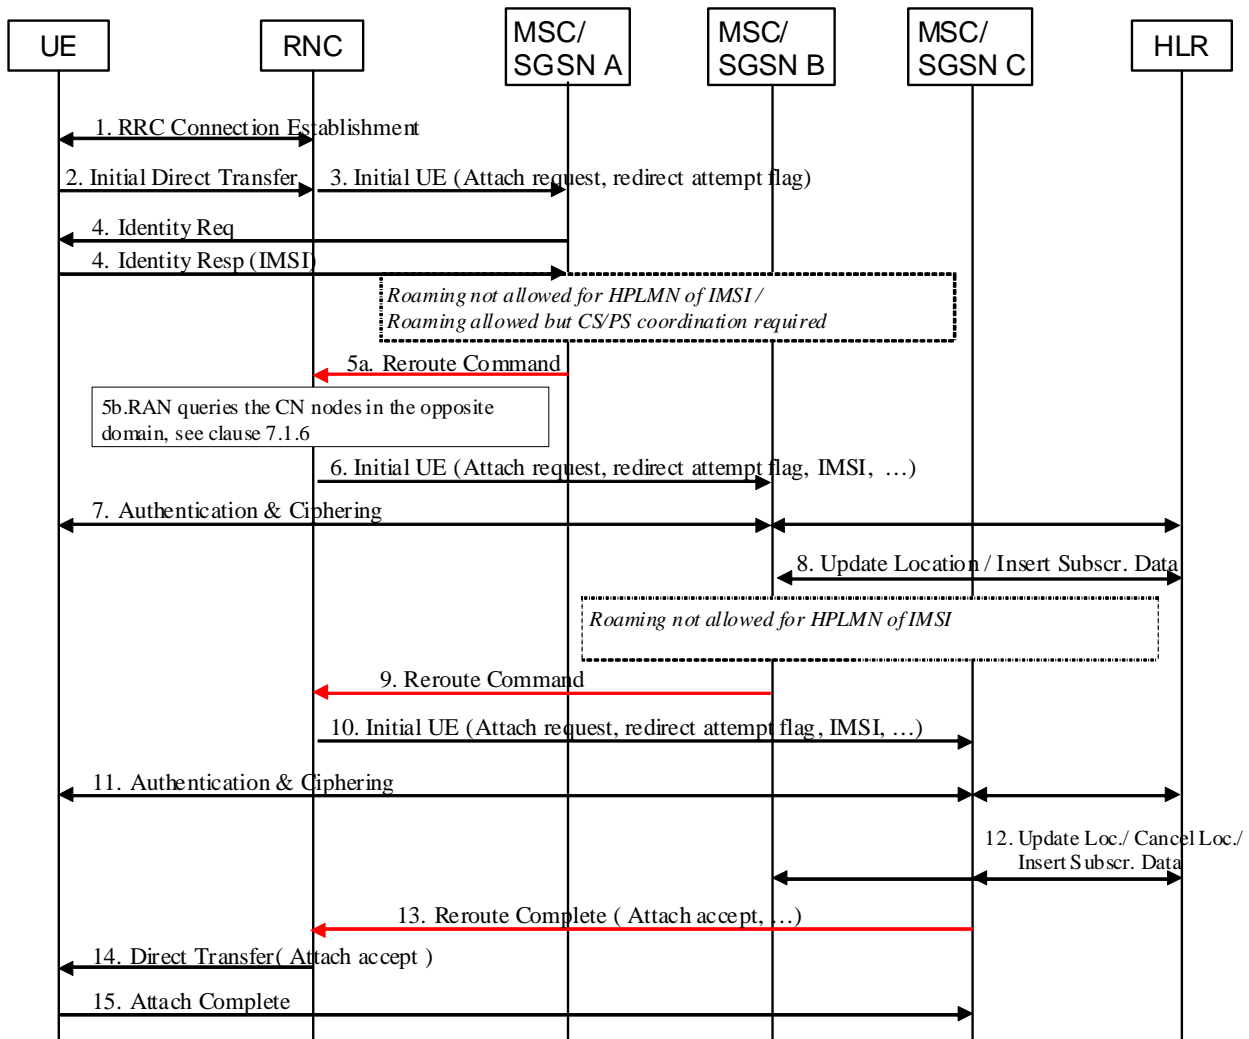 UE
RNC
MSC/
SGSN A
MSC/
SGSN B
MSC/
SGSN C
HLR
1. RRC Connection Establishment
2. Initial Direct Transfer
3. Initial UE (Attach request, redirect attempt flag)
4. Identity Req
4. Identity Resp (IMSI)
Roaming not allowed for HPLMN of IMSI /
Roaming allowed but CS/PS coordination required
5a. Reroute Command
5b.RAN queries the CN nodes in the opposite
domain, see clause 7.1.6
6. Initial UE (Attach request, redirect attempt flag, IMSI, …)
7. Authentication & Ciphering
8. Update Location / Insert Subscr. Data
Roaming not allowed for HPLMN of IMSI
9. Reroute Command
10. Initial UE (Attach request, redirect attempt flag, IMSI, …)
11. Authentication & Ciphering
12. Update Loc./ Cancel Loc./
Insert Subscr. Data
13. Reroute Complete ( Attach accept, …)
14. Direct Transfer( Attach accept )
15. Attach Complete